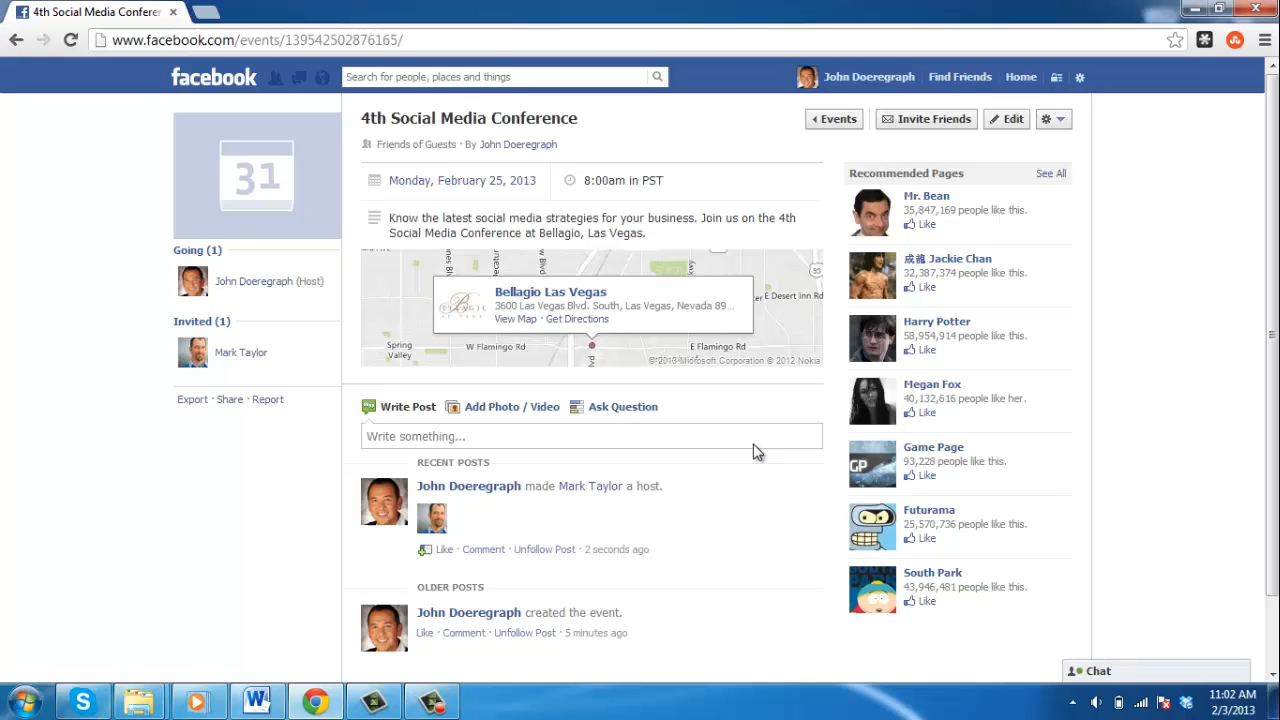 4th Social Media Conferer
www.facebook.com/events/139542502876165/
facebook
Search for people, places and things
John Doeregraph
Find Friends
Home
31
4th Social Media Conference
Events
Invite Friends
Edit
Friends of Guests · By John Doeregraph
Monday, February 25, 2013
8:00am in PST
Know the latest social media strategies for your business. Join us on the 4th
Social Media Conference at Bellagio, Las Vegas.
Going (1)
John Doeregraph (Host)
Invited (1)
Mark Taylor
Export · Share · Report
93
E Desert Inn Rd
Bellagio Las Vegas
3600 Las Vegas Blvd. South, Las Vegas, Nevada 89...
View Map · Get Directions
Spring
Valley
W Flamingo Rd
E Flamingo Rd
Write Post
Add Photo / Video
Ask Question
Write something...
RECENT POSTS
John Doeregraph made Mark Taylor a host.
Like · Comment · Unfollow Post · 2 seconds ago
OLDER POSTS
John Doeregraph created the event.
Like · Comment · Unfollow Post · 5 minutes ago
Recommended Pages
See All
Mr. Bean
35,847,169 people like this.
Like
成龍 Jackie Chan
32,387,374 people like this.
Like
Harry Potter
58,954,914 people like this.
Like
Megan Fox
40,132,616 people like her.
Like
GP
Game Page
93,228 people like this.
Like
Futurama
25,570,736 people like this.
Like
South Park
43,946,481 people like this.
Like
Chat
11:02 AM
2/3/2013